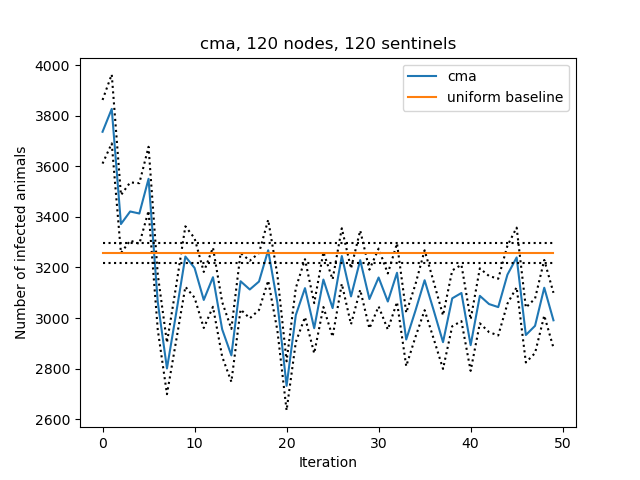 cma, 120 nodes, 120 sentinels
cma
uniform baseline
Number of infected animals
4000
3800
3600
3400
3200
3000
2800
2600
0 10 20 30 40 50
Iteration